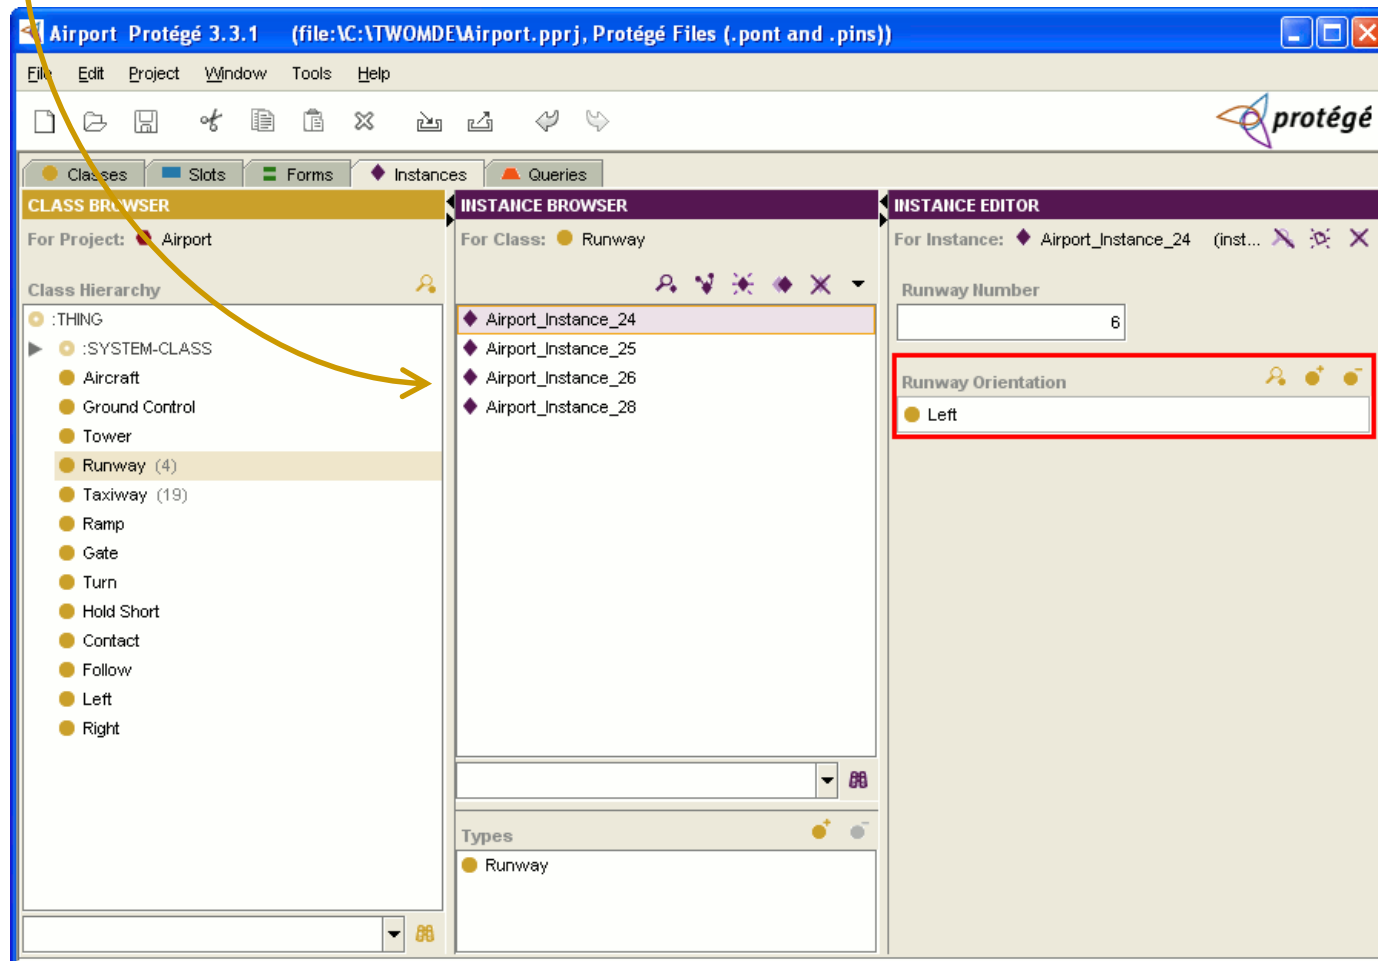 Airport Protégé 3.3.1 (file:\C:\TWOMDE\Airport.pprj, Protégé Files (.pont and .pins))
File Edit Project Window Tools Help
protégé
Classes Slots Forms Instances Queries
CLASS BROWSER
For Project: Airport
Class Hierarchy
:THING
:SYSTEM-CLASS
Aircraft
Ground Control
Tower
Runway (4)
Taxiway (19)
Ramp
Gate
Turn
Hold Short
Contact
Follow
Left
Right
INSTANCE BROWSER
For Class: Runway
Airport_Instance_24
Airport_Instance_25
Airport_Instance_26
Airport_Instance_28
Types
Runway
INSTANCE EDITOR
For Instance: Airport_Instance_24 (inst...
Runway Number
6
Runway Orientation
Left